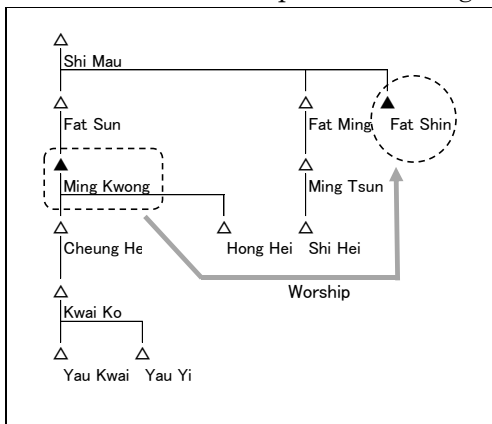 Shi Mau
Fat Sun
Fat Ming
Fat Shin
Ming Kwong
Ming Tsun
Cheung He
Hong Hei
Shi Hei
Worship
Kwai Ko
Yau Kwai
Yau Yi